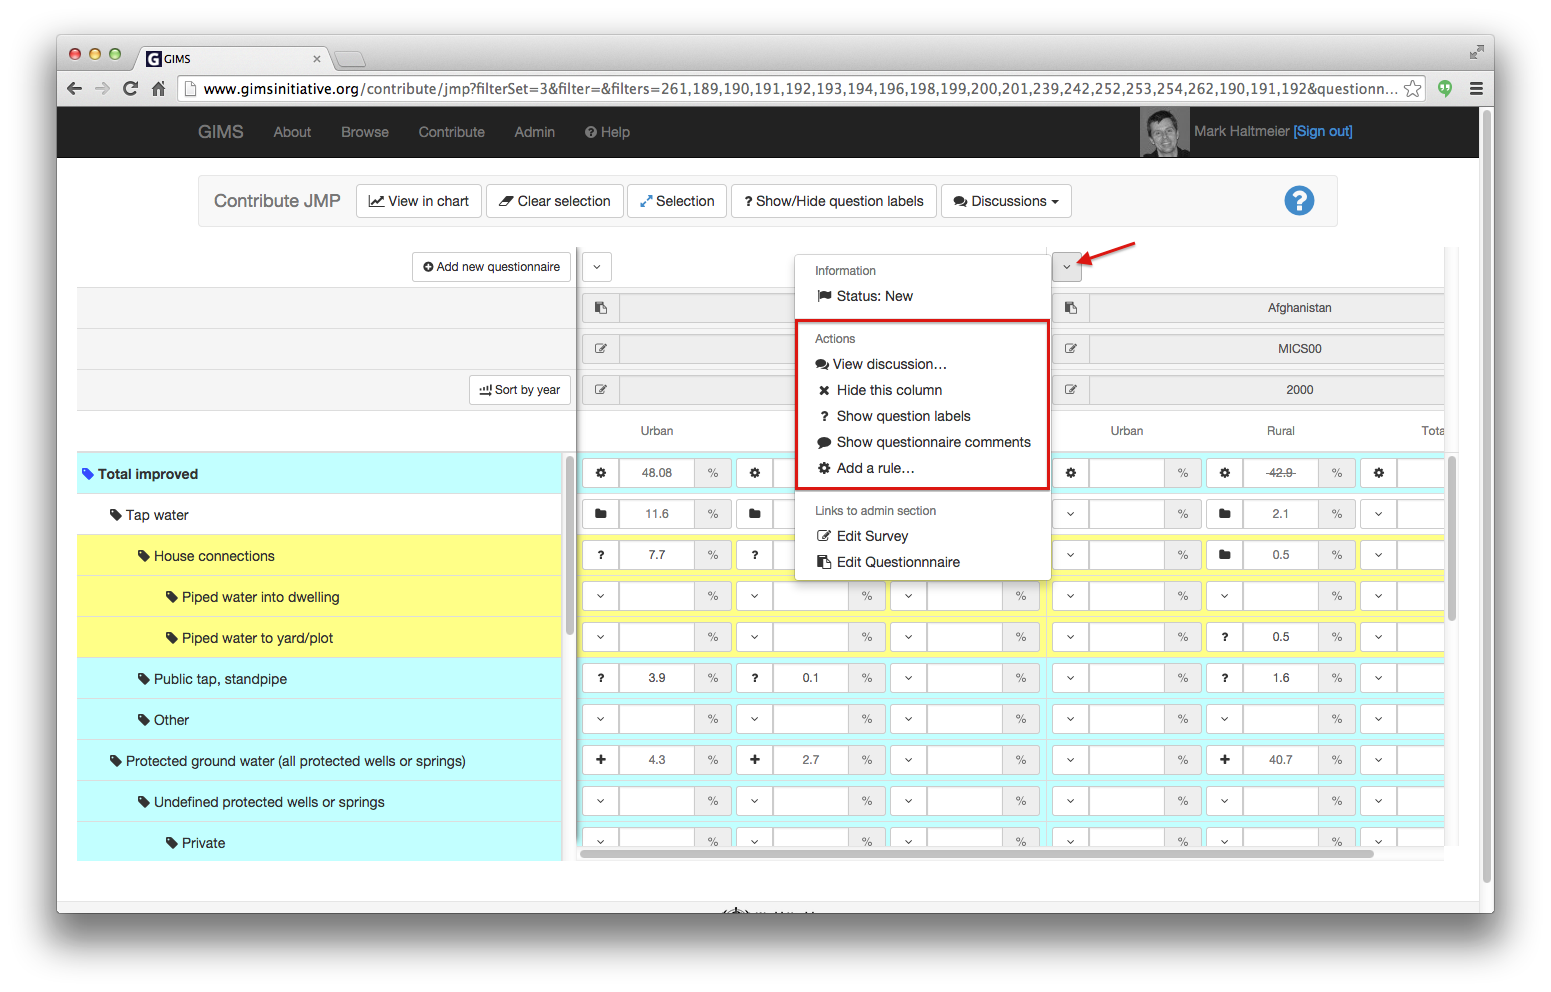 GIMS
www.gimsinitiative.org/contribute/jmp?filterSet=3&filter=&filters=261,189,190,191,192,193,194,196,198,199,200,201,239,242,252,253,254,262,190,191,192&questionn...
GIMS About Browse Contribute Admin Help Mark Haltmeier [Sign out]
Contribute JMP View in chart Clear selection Selection ? Show/Hide question labels Discussions ?
Add new questionnaire
Information
Status: New
Afghanistan
Actions
MICS00
View discussion…
Sort by year
Hide this column
2000
Show question labels
Urban
Urban Rural Tota
Show questionnaire comments
Add a rule…
Total improved 48.08 % % -42.9- %
Links to admin section
Tap water 11.6 % % 2.1 %
Edit Survey
House connections ? 7.7 % ? % 0.5 %
Edit Questionnnaire
Piped water into dwelling % % % % %
Piped water to yard/plot % % % % ? 0.5 %
Public tap, standpipe ? 3.9 % ? 0.1 % % % ? 1.6 %
Other % % % % %
Protected ground water (all protected wells or springs) 4.3 % 2.7 % % % 40.7 %
Undefined protected wells or springs % % % % %
Private % % % % %